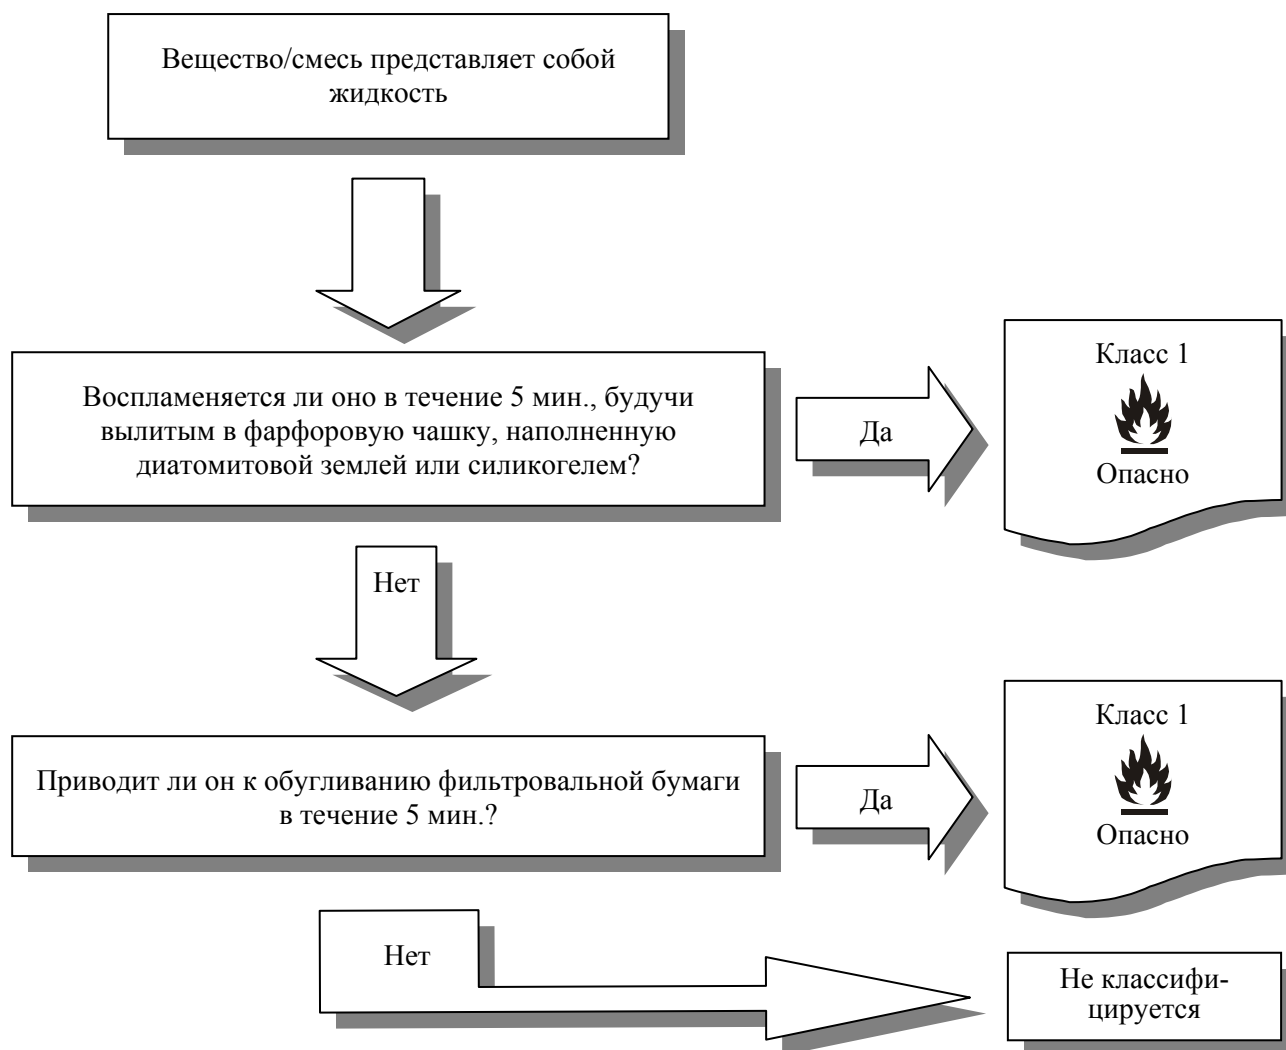 Вещество/смесь представляет собой
жидкость
Воспламеняется ли оно в течение 5 мин., будучи
вылитым в фарфоровую чашку, наполненную
диатомитовой землей или силикогелем?
Да
Класс 1
Опасно
Нет
Приводит ли он к обугливанию фильтровальной бумаги
в течение 5 мин.?
Да
Класс 1
Опасно
Нет
Не классифи-
цируется